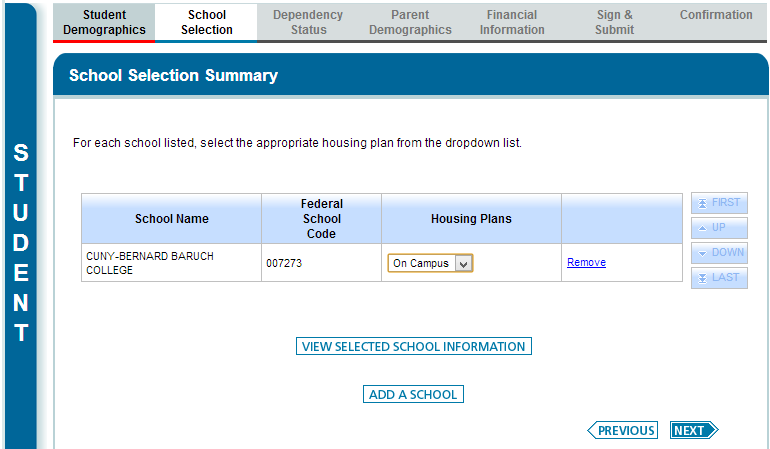 Student Demographics
School Selection
Dependency Status
Parent Demographics
Financial Information
Sign & Submit
Confirmation
STUDENT
School Selection Summary
For each school listed, select the appropriate housing plan from the dropdown list.
School Name
Federal School Code
Housing Plans
CUNY-BERNARD BARUCH COLLEGE
007273
On Campus
Remove
FIRST
UP
DOWN
LAST
VIEW SELECTED SCHOOL INFORMATION
ADD A SCHOOL
PREVIOUS
NEXT